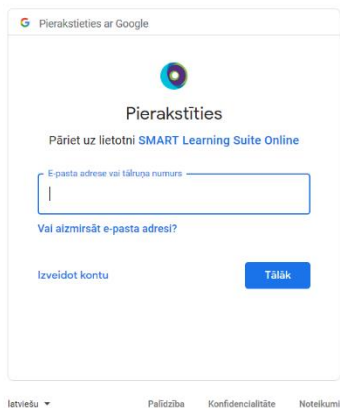 Pierakstieties ar Google
Pierakstīties
Pāriet uz lietotni SMART Learning Suite Online
E-pasta adrese vai tālruņa numurs
Vai aizmirsāt e-pasta adresi?
Izveidot kontu
Tālāk
latviešu
Palīdzība
Konfidencialitāte
Noteikumi